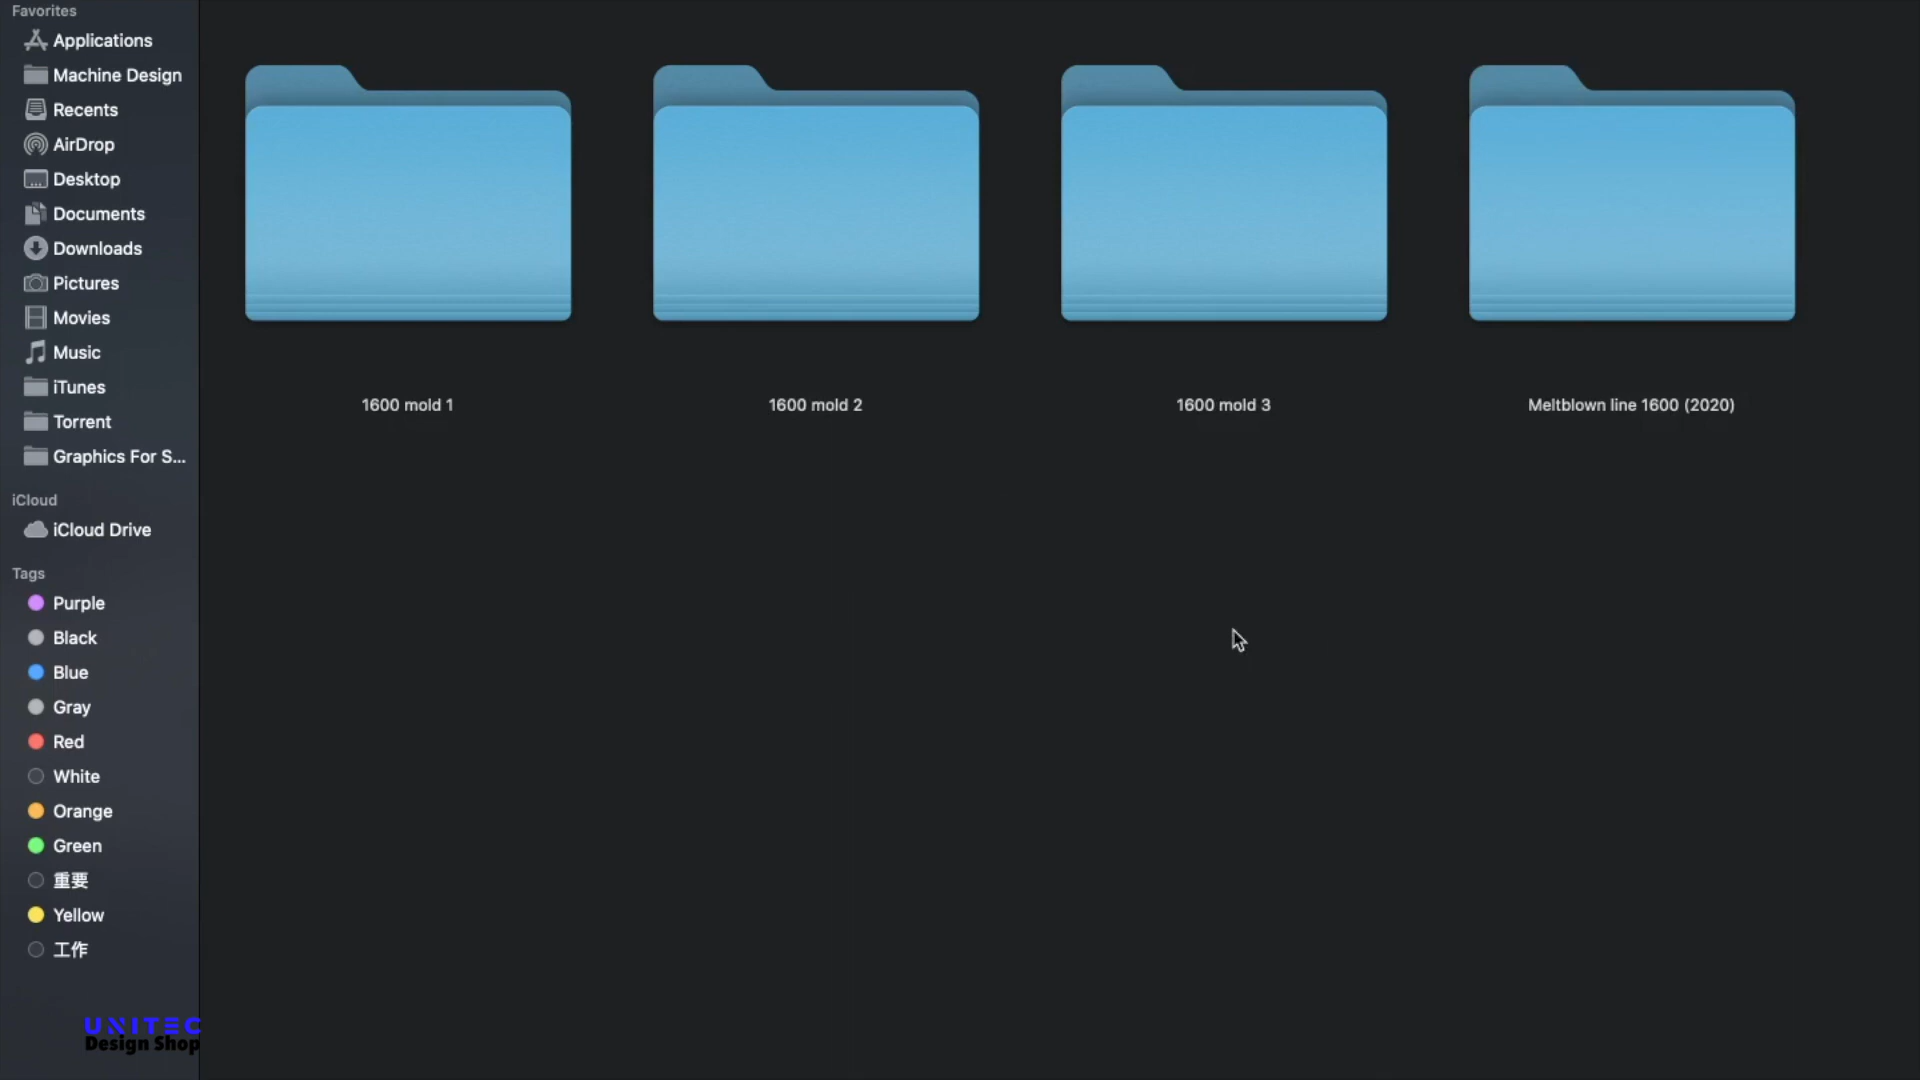 Favorites
Applications
Machine Design
Recents
AirDrop
Desktop
Documents
Downloads
Pictures
Movies
Music
iTunes
Torrent
Graphics For S...
iCloud
iCloud Drive
Tags
Purple
Black
Blue
Gray
Red
White
Orange
Green
重要
Yellow
工作
1600 mold 1
1600 mold 2
1600 mold 3
Meltblown line 1600 (2020)
UNITEC
Design Shop